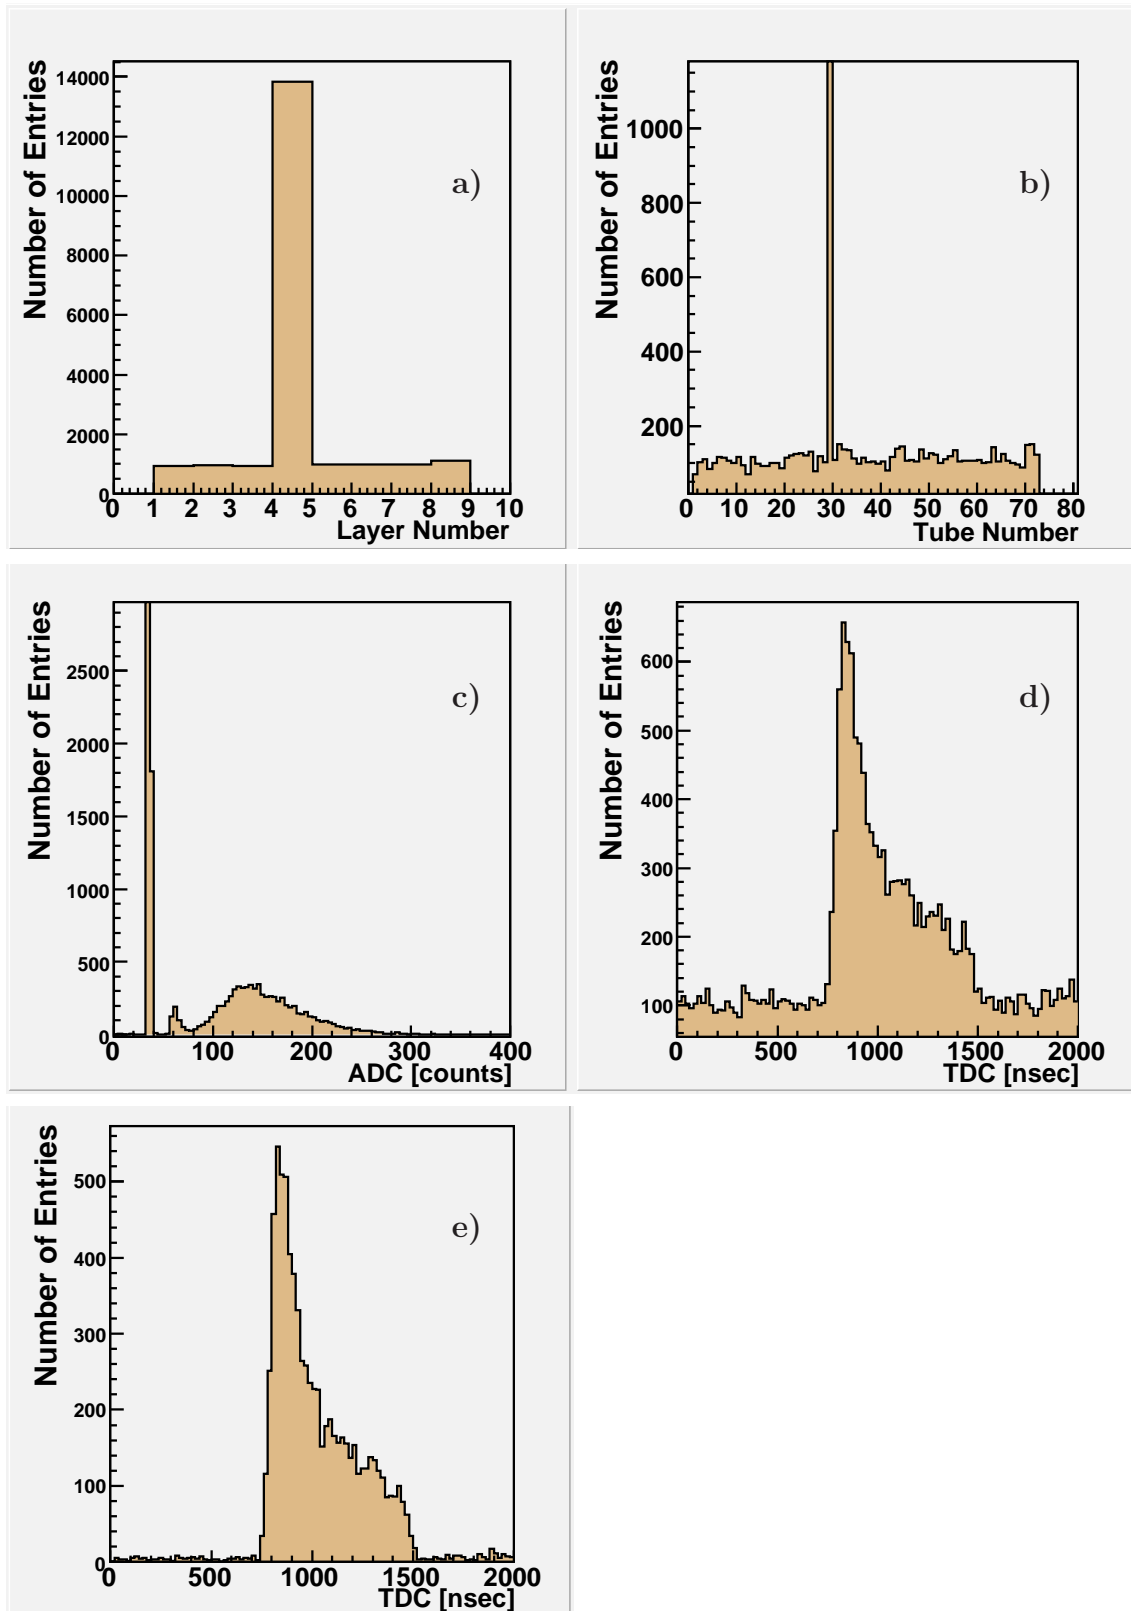 Number of Entries
14000
12000
10000
8000
6000
4000
2000
0
a)
0 1 2 3 4 5 6 7 8 9 10
Layer Number
Number of Entries
1000
800
600
400
200
b)
0 10 20 30 40 50 60 70 80
Tube Number
Number of Entries
2500
2000
1500
1000
500
0
c)
0 100 200 300 400
ADC [counts]
Number of Entries
600
500
400
300
200
100
d)
0 500 1000 1500 2000
TDC [nsec]
Number of Entries
500
400
300
200
100
0
e)
0 500 1000 1500 2000
TDC [nsec]